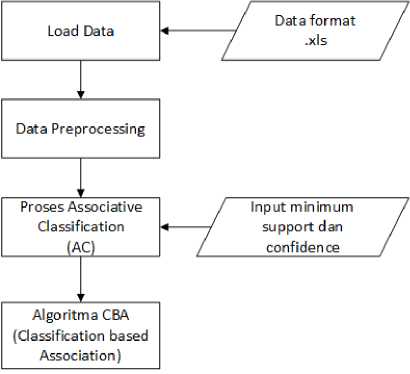 Load Data
Data format
.xls
Data Preprocessing
Proses Associative
Classification
(AC)
Input minimum
support dan
confidence
Algoritma CBA
(Classification based
Association)